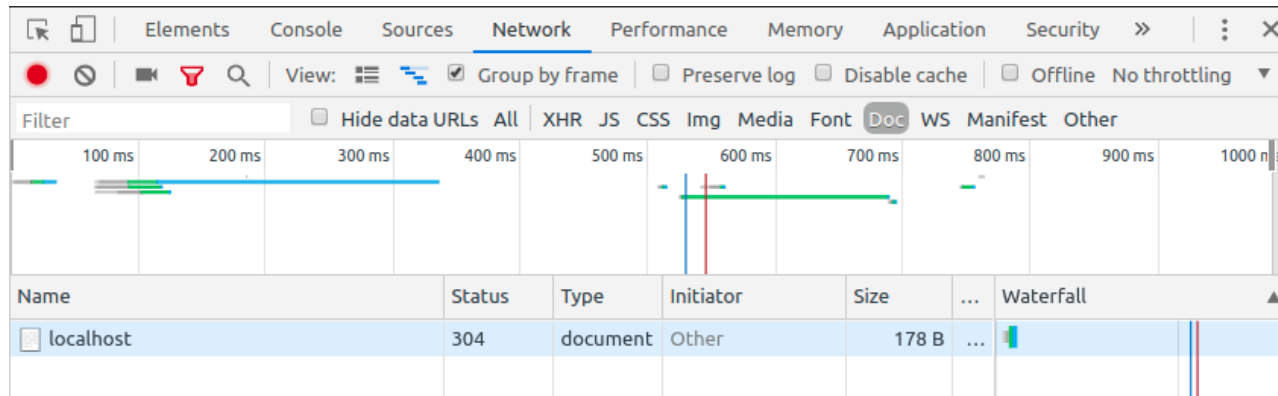 Elements Console Sources Network Performance Memory Application Security »
View: Group by frame Preserve log Disable cache Offline No throttling
Filter Hide data URLs All XHR JS CSS Img Media Font Doc WS Manifest Other
100 ms 200 ms 300 ms 400 ms 500 ms 600 ms 700 ms 800 ms 900 ms 1000
Name Status Type Initiator Size ... Waterfall
localhost 304 document Other 178 B ...